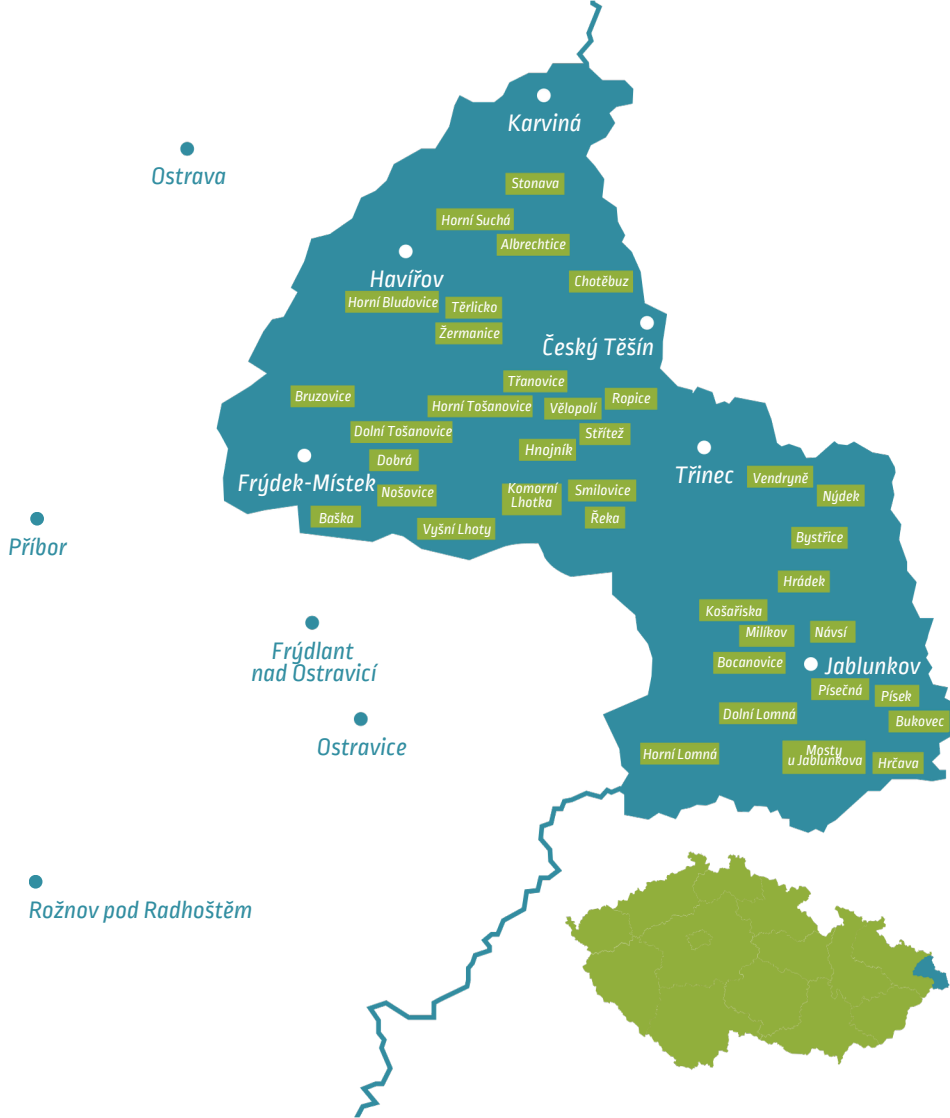 Karviná
Ostrava
Stonava
Horní Suchá
Albrechtice
Havířov
Chotěbuz
Horní Bludovice
Těrlicko
Žermanice
Český Těšín
Třanovice
Bruzovice
Ropice
Horní Tošanovice
Vělopolí
Dolní Tošanovice
Střítež
Hnojník
Dobrá
Třinec
Vendryně
Frýdek-Místek
Nošovice
Komorní
Lhotka
Smilovice
Nýdek
Baška
Řeka
Vyšní Lhoty
Bystřice
Příbor
Hrádek
Košařiska
Milíkov
Návsí
Frýdlant
nad Ostravicí
Bocanovice
Jablunkov
Písečná
Písek
Dolní Lomná
Bukovec
Ostravice
Horní Lomná
Mosty
u Jablunkova
Hrčava
Rožnov pod Radhoštěm